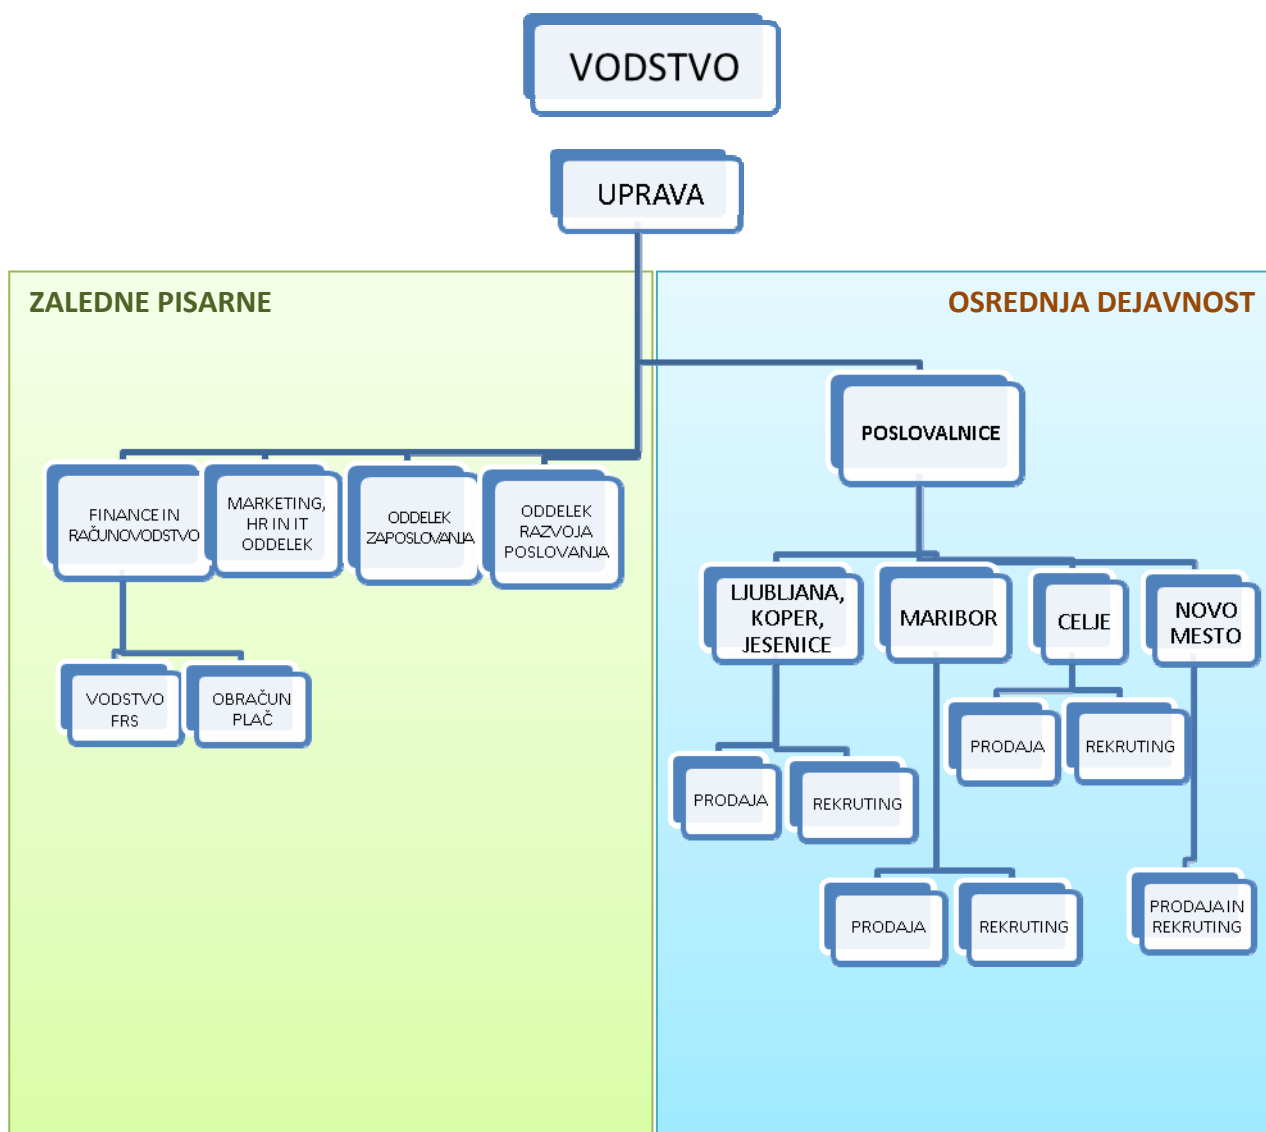 VODSTVO
UPRAVA
ZALEDNE PISARNE
OSREDNJA DEJAVNOST
POSLOVALNICE
FINANCE IN
RAČUNOVODSTVO
MARKETING,
HR IN IT
ODDELEK
ODDELEK
ZAPOSLOVANJA
ODDELEK
RAZVOJA
POSLOVANJA
VODSTVO
FRS
OBRAČUN
PLAČ
LJUBLJANA,
KOPER,
JESENICE
MARIBOR
CELJE
NOVO
MESTO
PRODAJA
REKRUTING
PRODAJA
REKRUTING
PRODAJA
REKRUTING
PRODAJA IN
REKRUTING